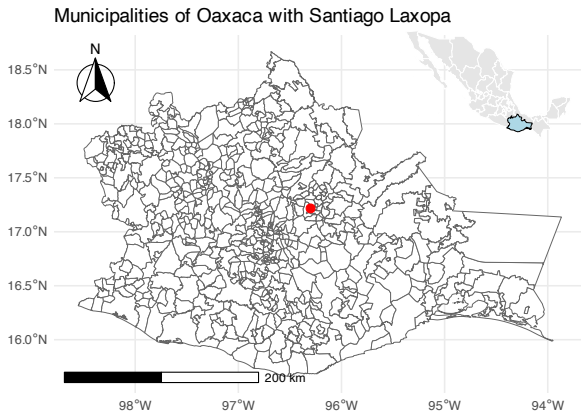 Municipalities of Oaxaca with Santiago Laxopa
N
18.5°N
18.0°N
17.5°N
17.0°N
16.5°N
16.0°N
200 km
98°W
97°W
96°W
95°W
94°W